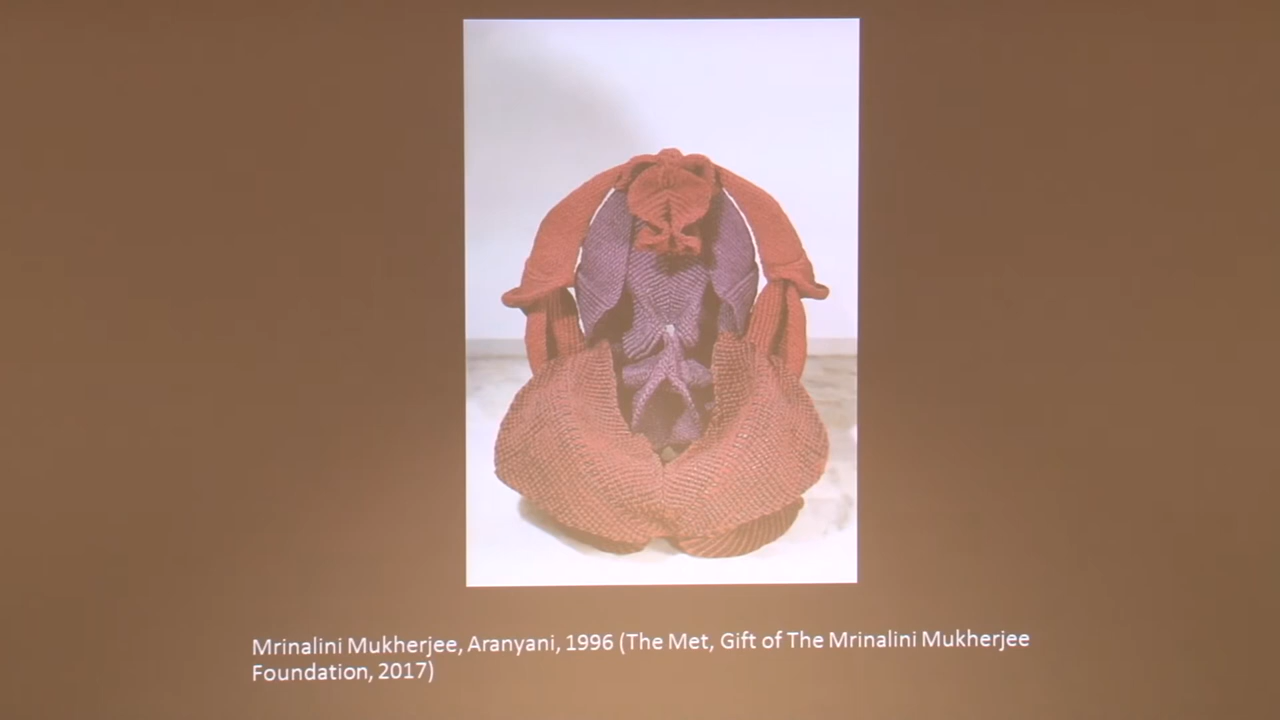 Mrinalini Mukherjee, Aranyani, 1996 (The Met, Gift of The Mrinalini Mukherjee
Foundation, 2017)